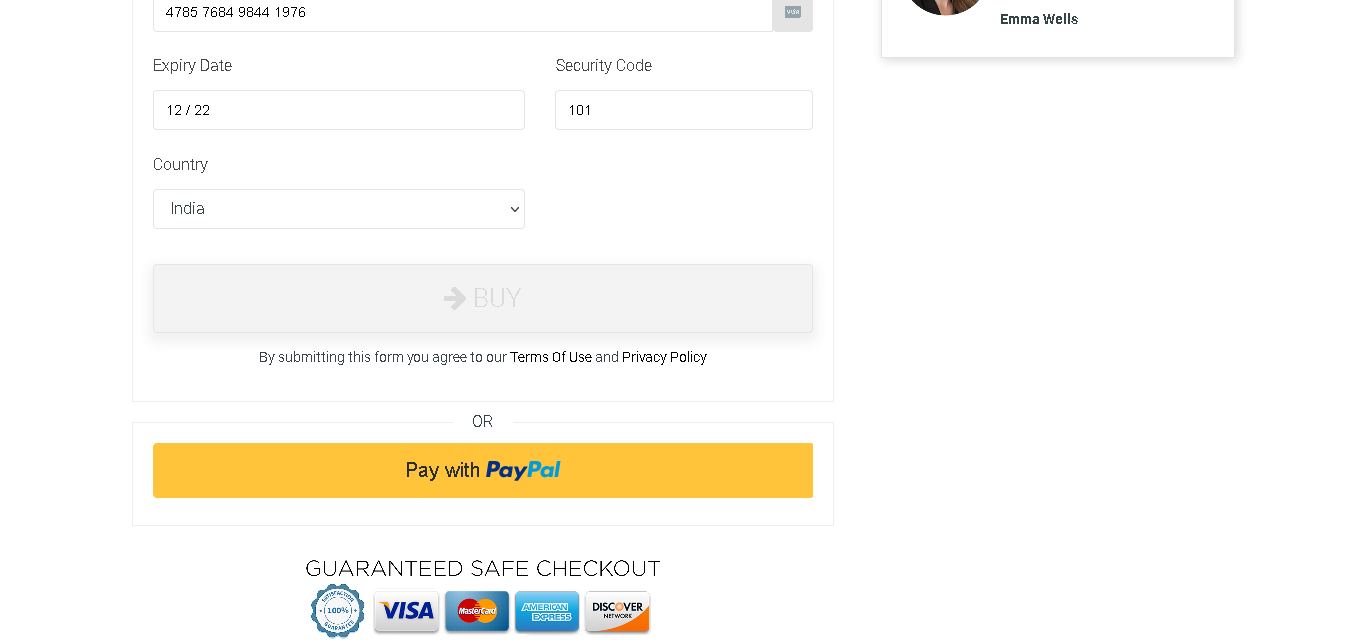 4785 7684 9844 1976
VISA
Emma Wells
Expiry Date
Security Code
12 / 22
101
Country
India
BUY
By submitting this form you agree to our Terms Of Use and Privacy Policy
OR
Pay with PayPal
GUARANTEED SAFE CHECKOUT
SATISFACTION
100%
GUARANTEE
VISA
MasterCard
AMERICAN
EXPRESS
DISCOVER
NETWORK